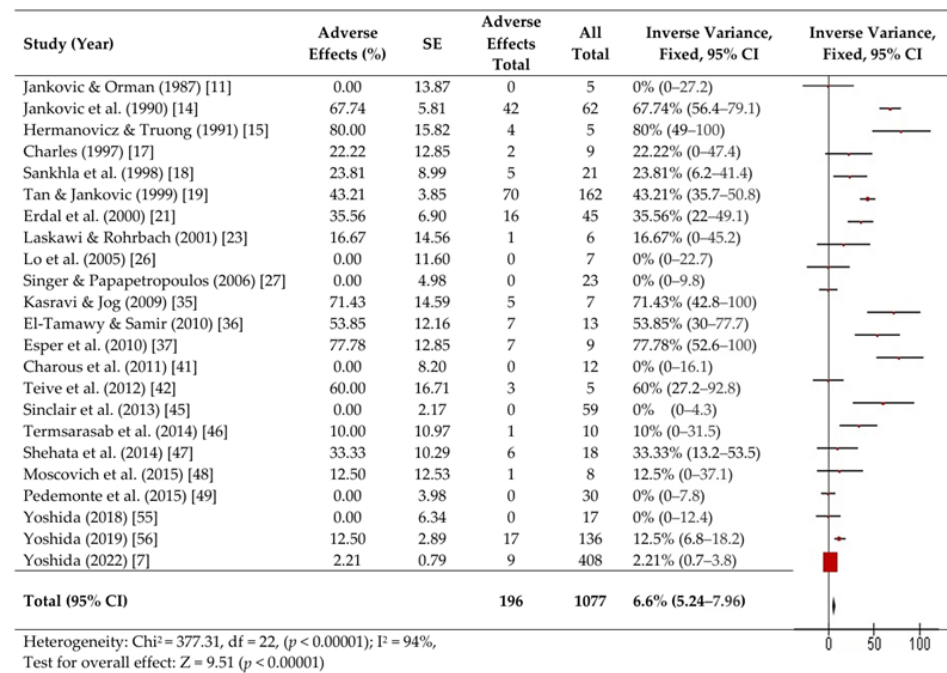 Study (Year) Adverse Effects (%) SE Adverse Effects Total All Total Inverse Variance, Fixed, 95% CI Inverse Variance, Fixed, 95% CI
Jankovic & Orman (1987) [11] 0.00 13.87 0 5 0% (0–27.2)
Jankovic et al. (1990) [14] 67.74 5.81 42 62 67.74% (56.4–79.1)
Hermanovicz & Truong (1991) [15] 80.00 15.82 4 5 80% (49–100)
Charles (1997) [17] 22.22 12.85 2 9 22.22% (0–47.4)
Sankhla et al. (1998) [18] 23.81 8.99 5 21 23.81% (6.2–41.4)
Tan & Jankovic (1999) [19] 43.21 3.85 70 162 43.21% (35.7–50.8)
Erdal et al. (2000) [21] 35.56 6.90 16 45 35.56% (22–49.1)
Laskawi & Rohrbach (2001) [23] 16.67 14.56 1 6 16.67% (0–45.2)
Lo et al. (2005) [26] 0.00 11.60 0 7 0% (0–22.7)
Singer & Papapetropoulos (2006) [27] 0.00 4.98 0 23 0% (0–9.8)
Kasravi & Jog (2009) [35] 71.43 14.59 5 7 71.43% (42.8–100)
El-Tamawy & Samir (2010) [36] 53.85 12.16 7 13 53.85% (30–77.7)
Esper et al. (2010) [37] 77.78 12.85 7 9 77.78% (52.6–100)
Charous et al. (2011) [41] 0.00 8.20 0 12 0% (0–16.1)
Teive et al. (2012) [42] 60.00 16.71 3 5 60% (27.2–92.8)
Sinclair et al. (2013) [45] 0.00 2.17 0 59 0% (0–4.3)
Termsarasab et al. (2014) [46] 10.00 10.97 1 10 10% (0–31.5)
Shehata et al. (2014) [47] 33.33 10.29 6 18 33.33% (13.2–53.5)
Moscovich et al. (2015) [48] 12.50 12.53 1 8 12.5% (0–37.1)
Pedemonte et al. (2015) [49] 0.00 3.98 0 30 0% (0–7.8)
Yoshida (2018) [55] 0.00 6.34 0 17 0% (0–12.4)
Yoshida (2019) [56] 12.50 2.89 17 136 12.5% (6.8–18.2)
Yoshida (2022) [7] 2.21 0.79 9 408 2.21% (0.7–3.8)
Total (95% CI) 196 1077 6.6% (5.24–7.96)
Heterogeneity: Chi² = 377.31, df = 22, (p < 0.00001); I² = 94%,
Test for overall effect: Z = 9.51 (p < 0.00001)
0 50 100